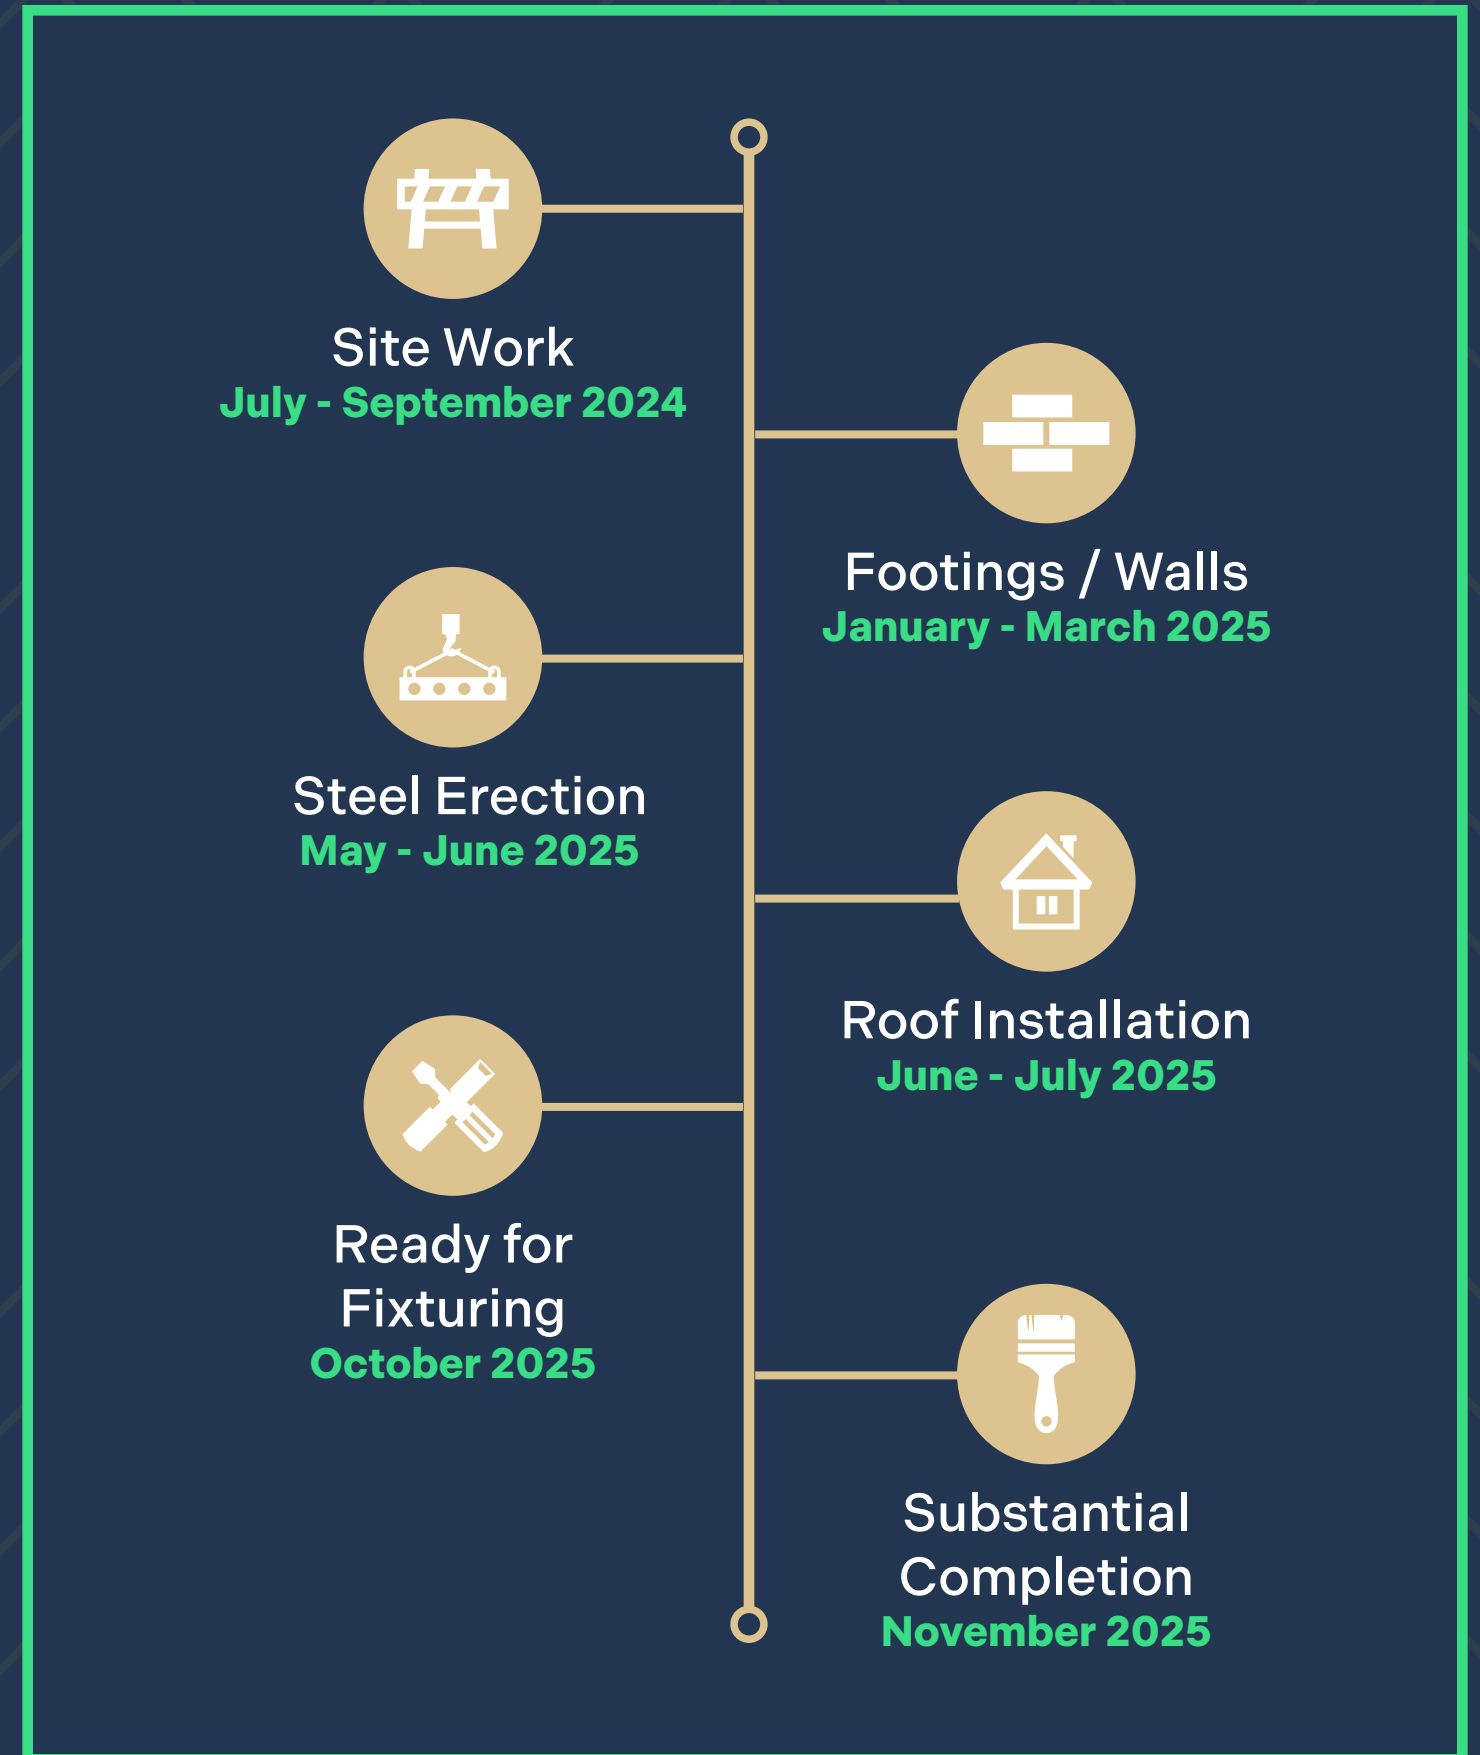 Site Work
July - September 2024
Footings / Walls
January - March 2025
Steel Erection
May - June 2025
Roof Installation
June - July 2025
Ready for
Fixturing
October 2025
Substantial
Completion
November 2025